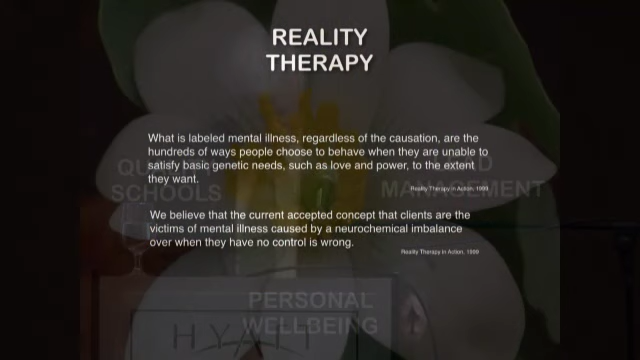 REALITY
THERAPY
What is labeled mental illness, regardless of the causation, are the
hundreds of ways people choose to behave when they are unable to
satisfy basic genetic needs, such as love and power, to the extent
they want.
Reality Therapy in Action, 1999
SCHOOLS
MANAGEMENT
We believe that the current accepted concept that clients are the
victims of mental illness caused by a neurochemical imbalance
over when they have no control is wrong.
Reality Therapy in Action, 1999
PERSONAL
WELLBEING
HYATT